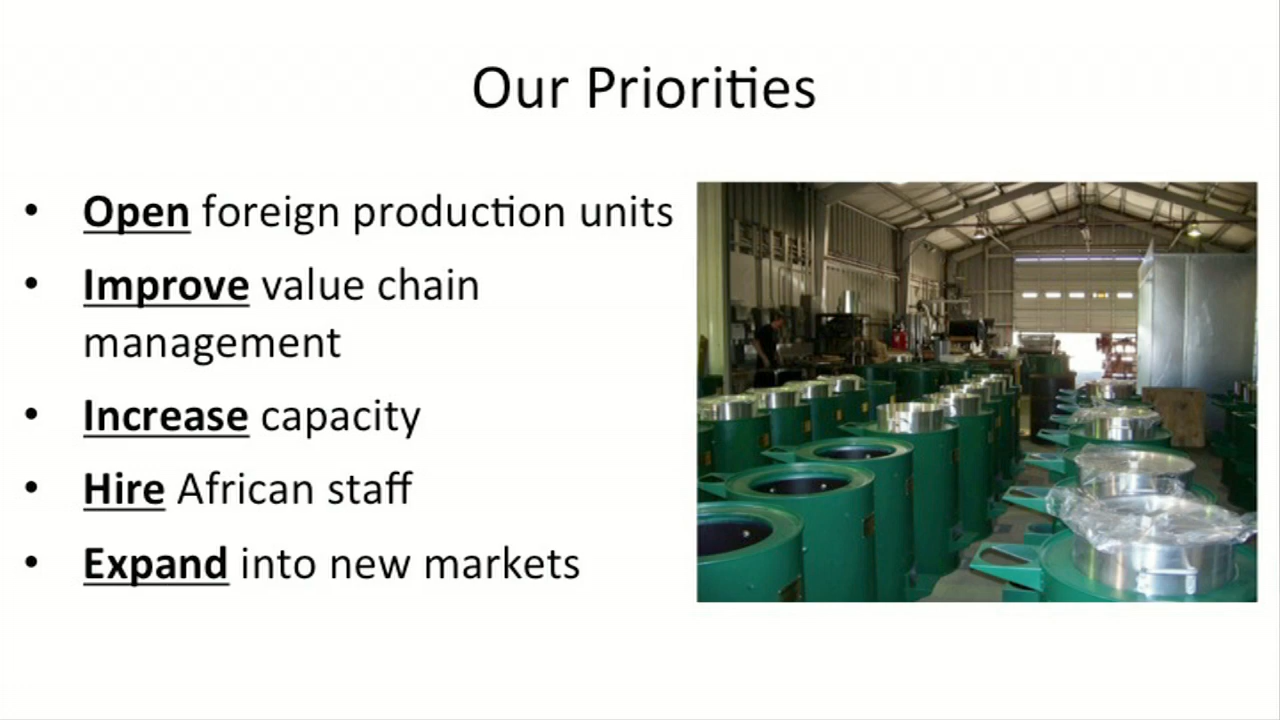 Our Priorities
• Open foreign production units
• Improve value chain
management
• Increase capacity
• Hire African staff
• Expand into new markets